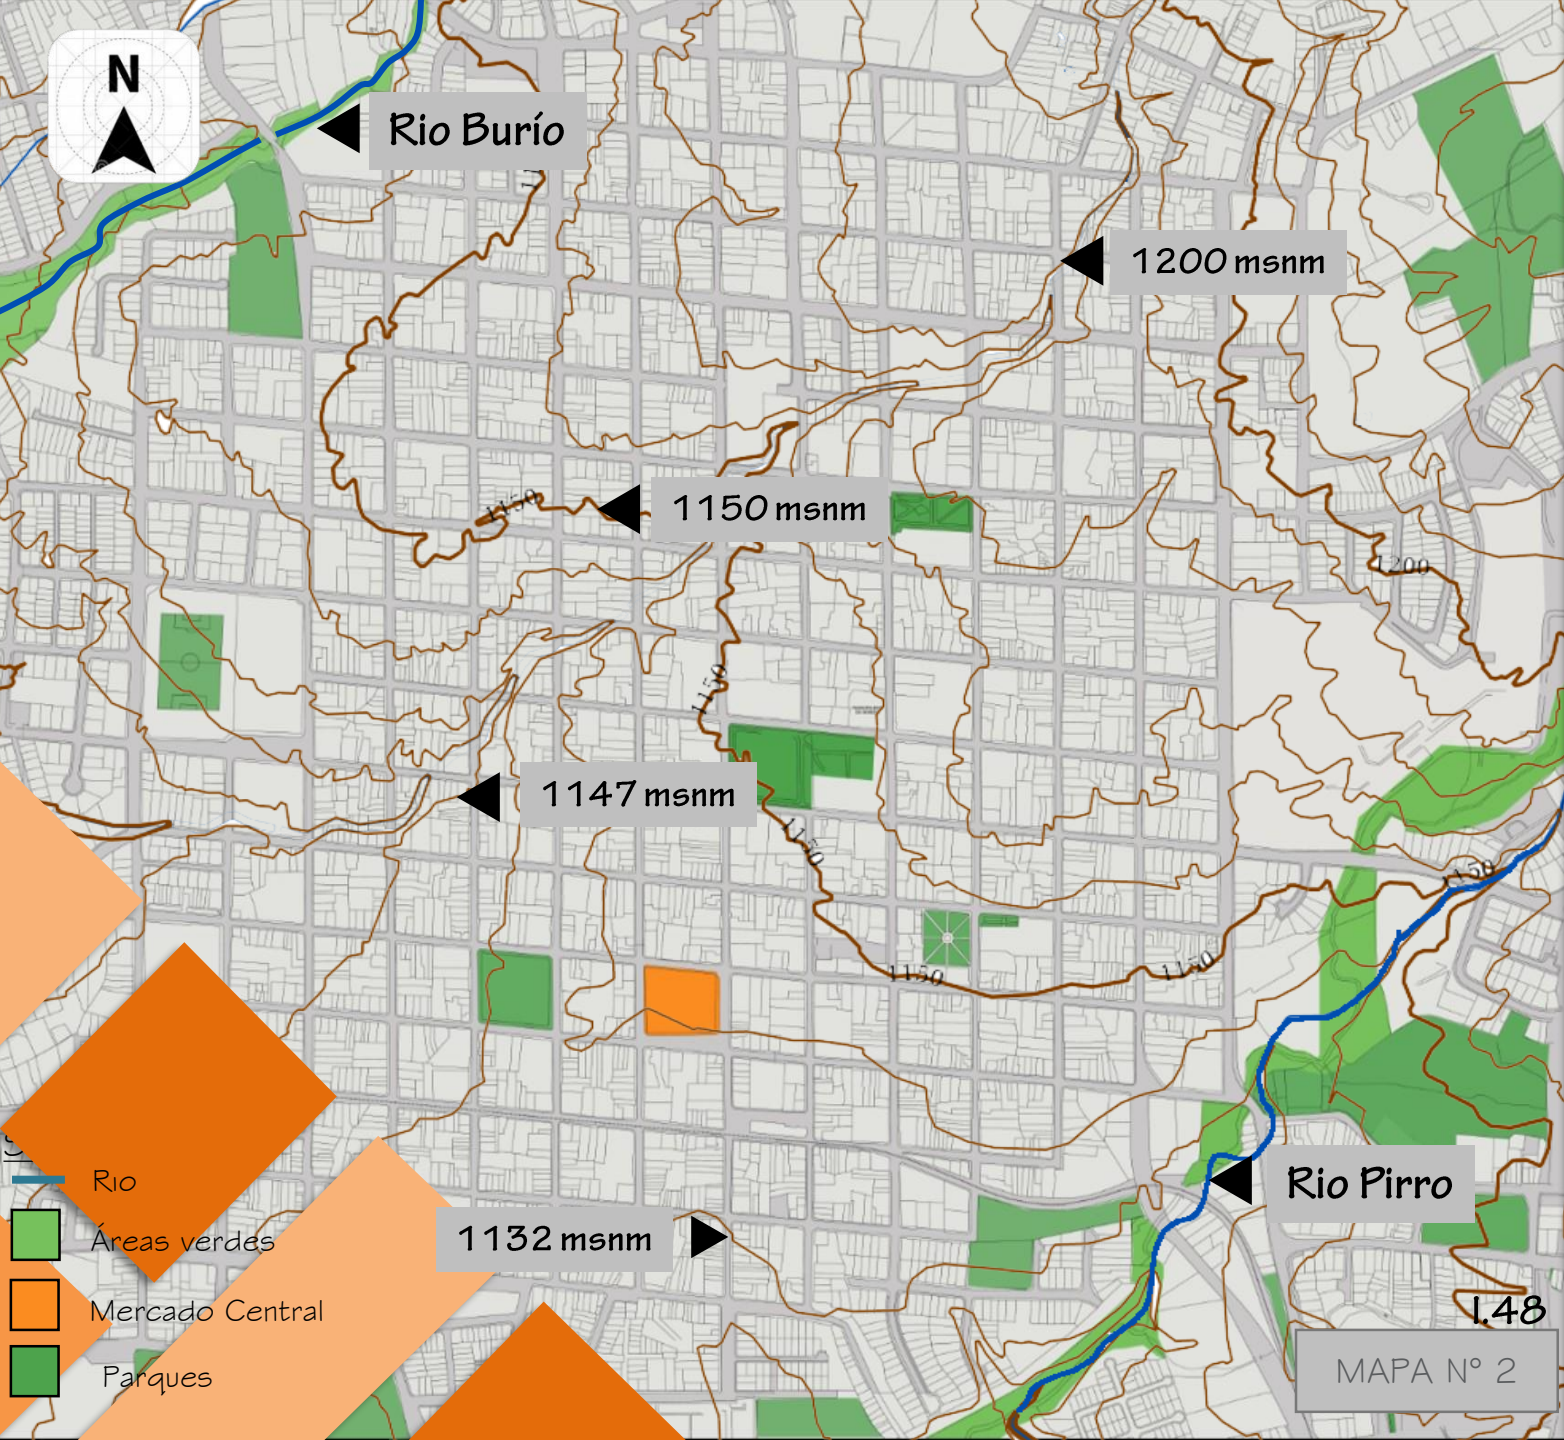 N
Rio Burío
1200 msnm
1150
1150 msnm
1200
1150
1147 msnm
1150
1150
1150
1150
Rio Pirro
Rio
1132 msnm
Áreas verdes
Mercado Central
1.48
MAPA N° 2
Parques